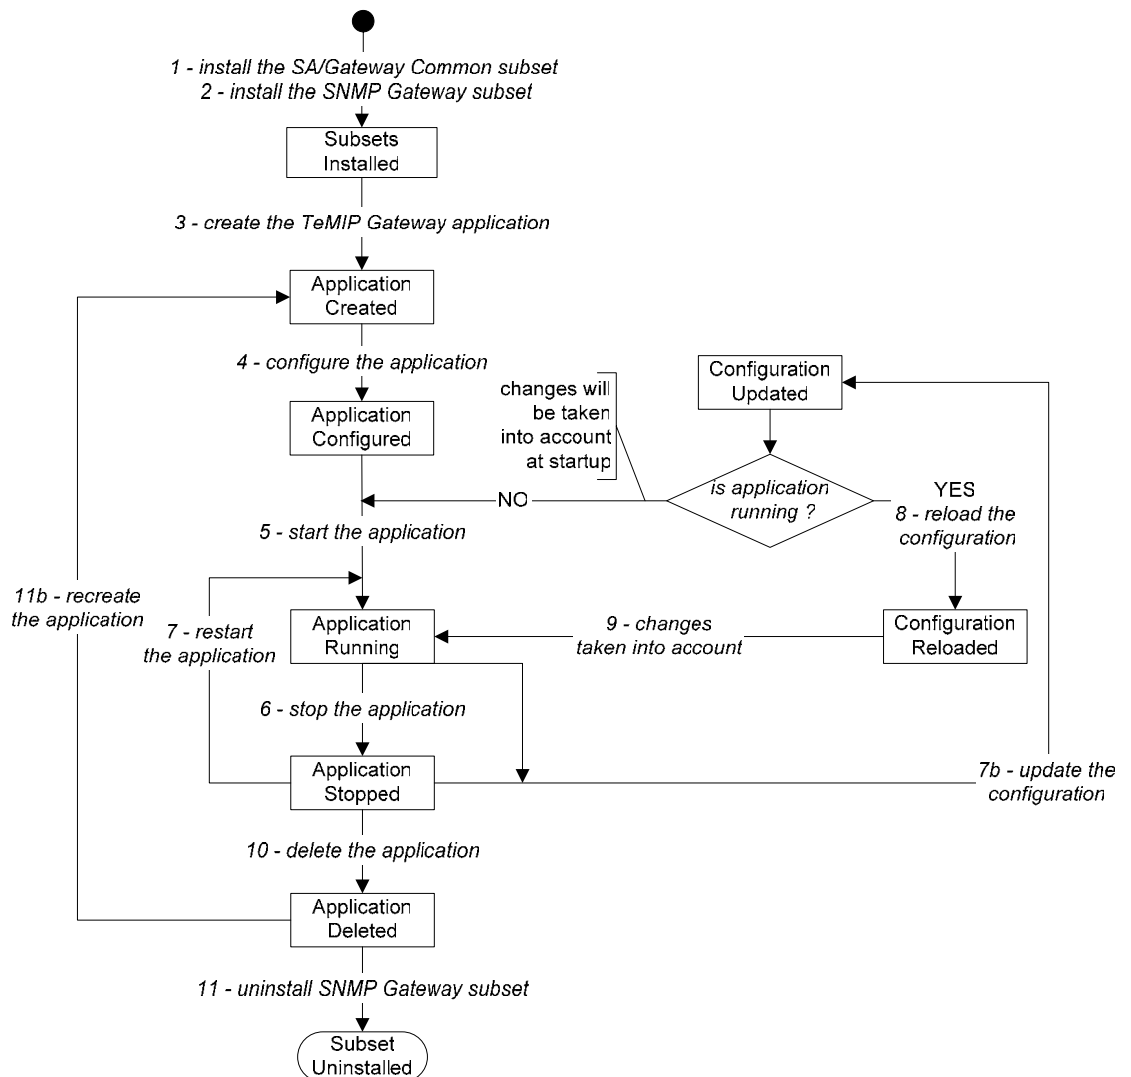 1 - install the SA/Gateway Common subset
2 - install the SNMP Gateway subset
Subsets
Installed
3 - create the TeMIP Gateway application
Application
Created
4 - configure the application
Application
Configured
changes will
be taken
into account
at startup
Configuration
Updated
is application
running ?
NO
YES
8 - reload the
configuration
5 - start the application
11b - recreate
the application
7 - restart
the application
Application
Running
9 - changes
taken into account
Configuration
Reloaded
6 - stop the application
Application
Stopped
7b - update the
configuration
10 - delete the application
Application
Deleted
11 - uninstall SNMP Gateway subset
Subset
Uninstalled